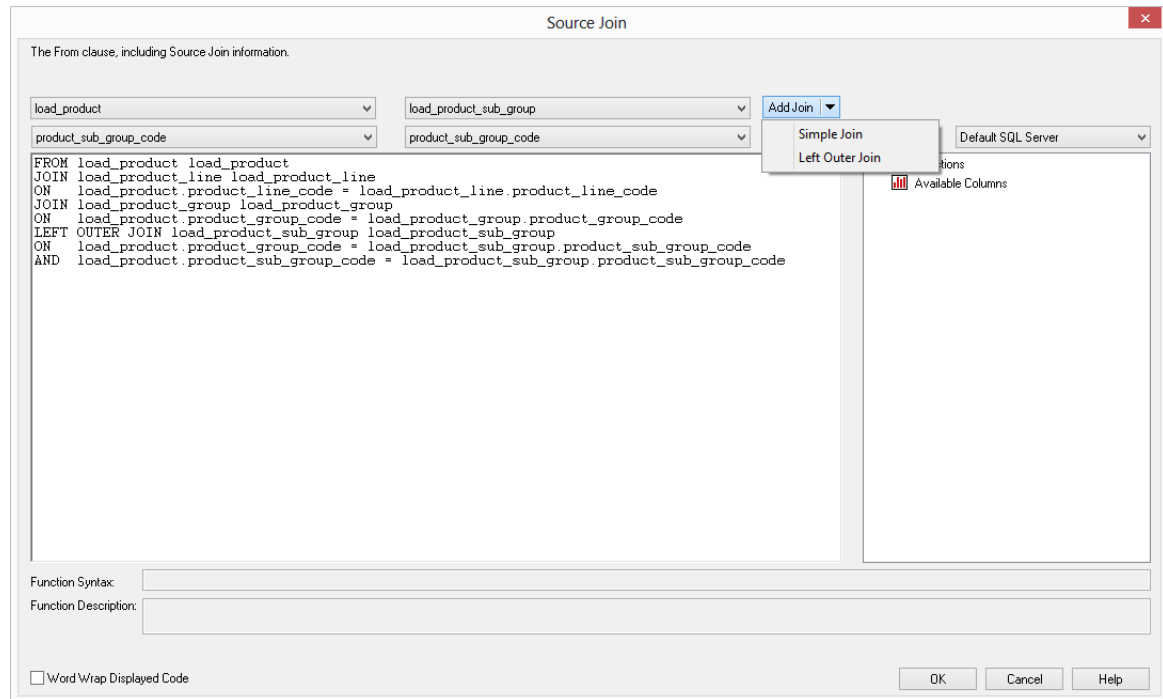 Source Join
The From clause, including Source Join information.
load_product
load_product_sub_group
Add Join
product_sub_group_code
product_sub_group_code
Simple Join
Left Outer Join
Default SQL Server
FROM load_product load_product
JOIN load_product_line load_product_line
ON load_product.product_line_code = load_product_line.product_line_code
JOIN load_product_group load_product_group
ON load_product.product_group_code = load_product_group.product_group_code
LEFT OUTER JOIN load_product_sub_group load_product_sub_group
ON load_product.product_group_code = load_product_sub_group.product_sub_group_code
AND load_product.product_sub_group_code = load_product_sub_group.product_sub_group_code
Available Columns
Function Syntax:
Function Description:
Word Wrap Displayed Code
OK
Cancel
Help